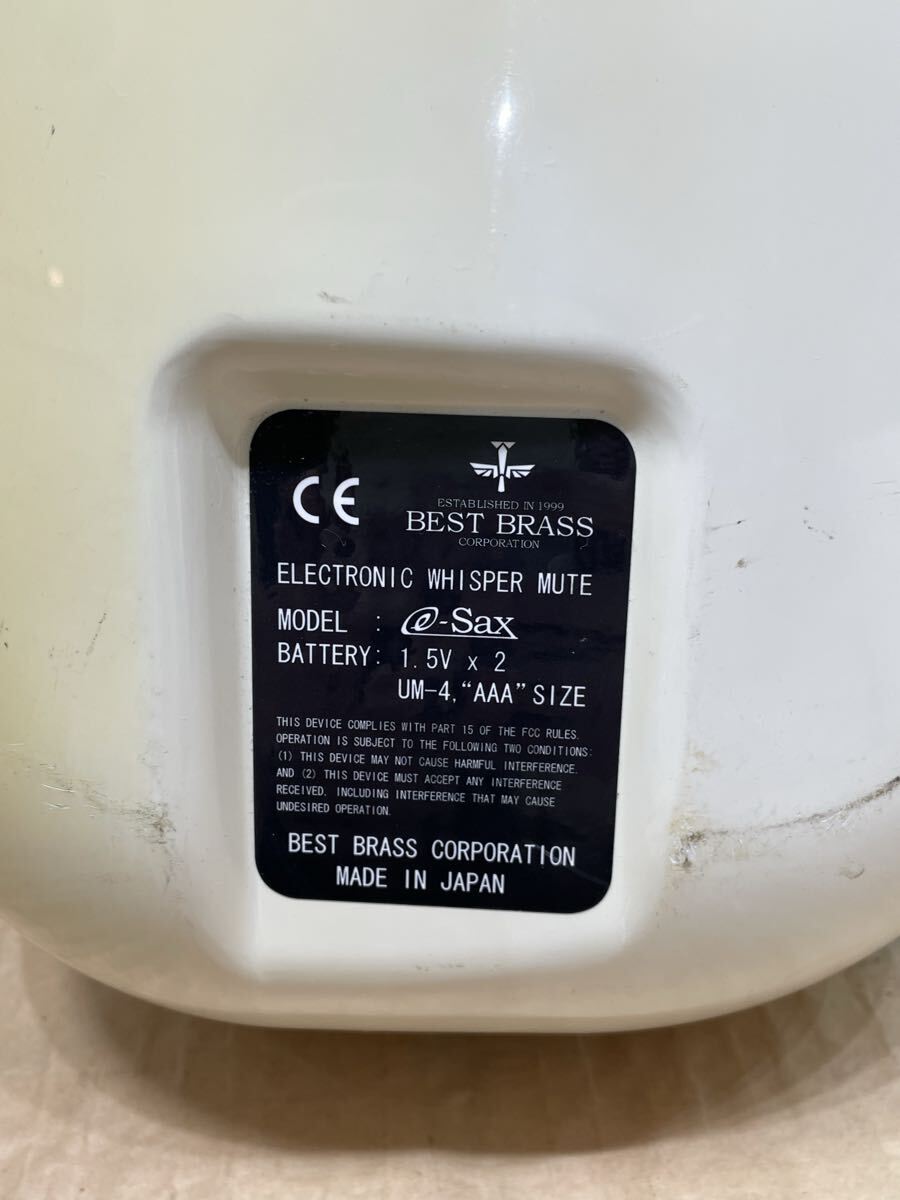 CE
ESTABLISHED IN 1999
BEST BRASS
CORPORATION
ELECTRONIC WHISPER MUTE
MODEL : e-Sax
BATTERY: 1.5V x 2
UM-4, “AAA” SIZE
THIS DEVICE COMPLIES WITH PART 15 OF THE FCC RULES.
OPERATION IS SUBJECT TO THE FOLLOWING TWO CONDITIONS:
(1) THIS DEVICE MAY NOT CAUSE HARMFUL INTERFERENCE.
AND (2) THIS DEVICE MUST ACCEPT ANY INTERFERENCE
RECEIVED, INCLUDING INTERFERENCE THAT MAY CAUSE
UNDESIRED OPERATION.
BEST BRASS CORPORATION
MADE IN JAPAN